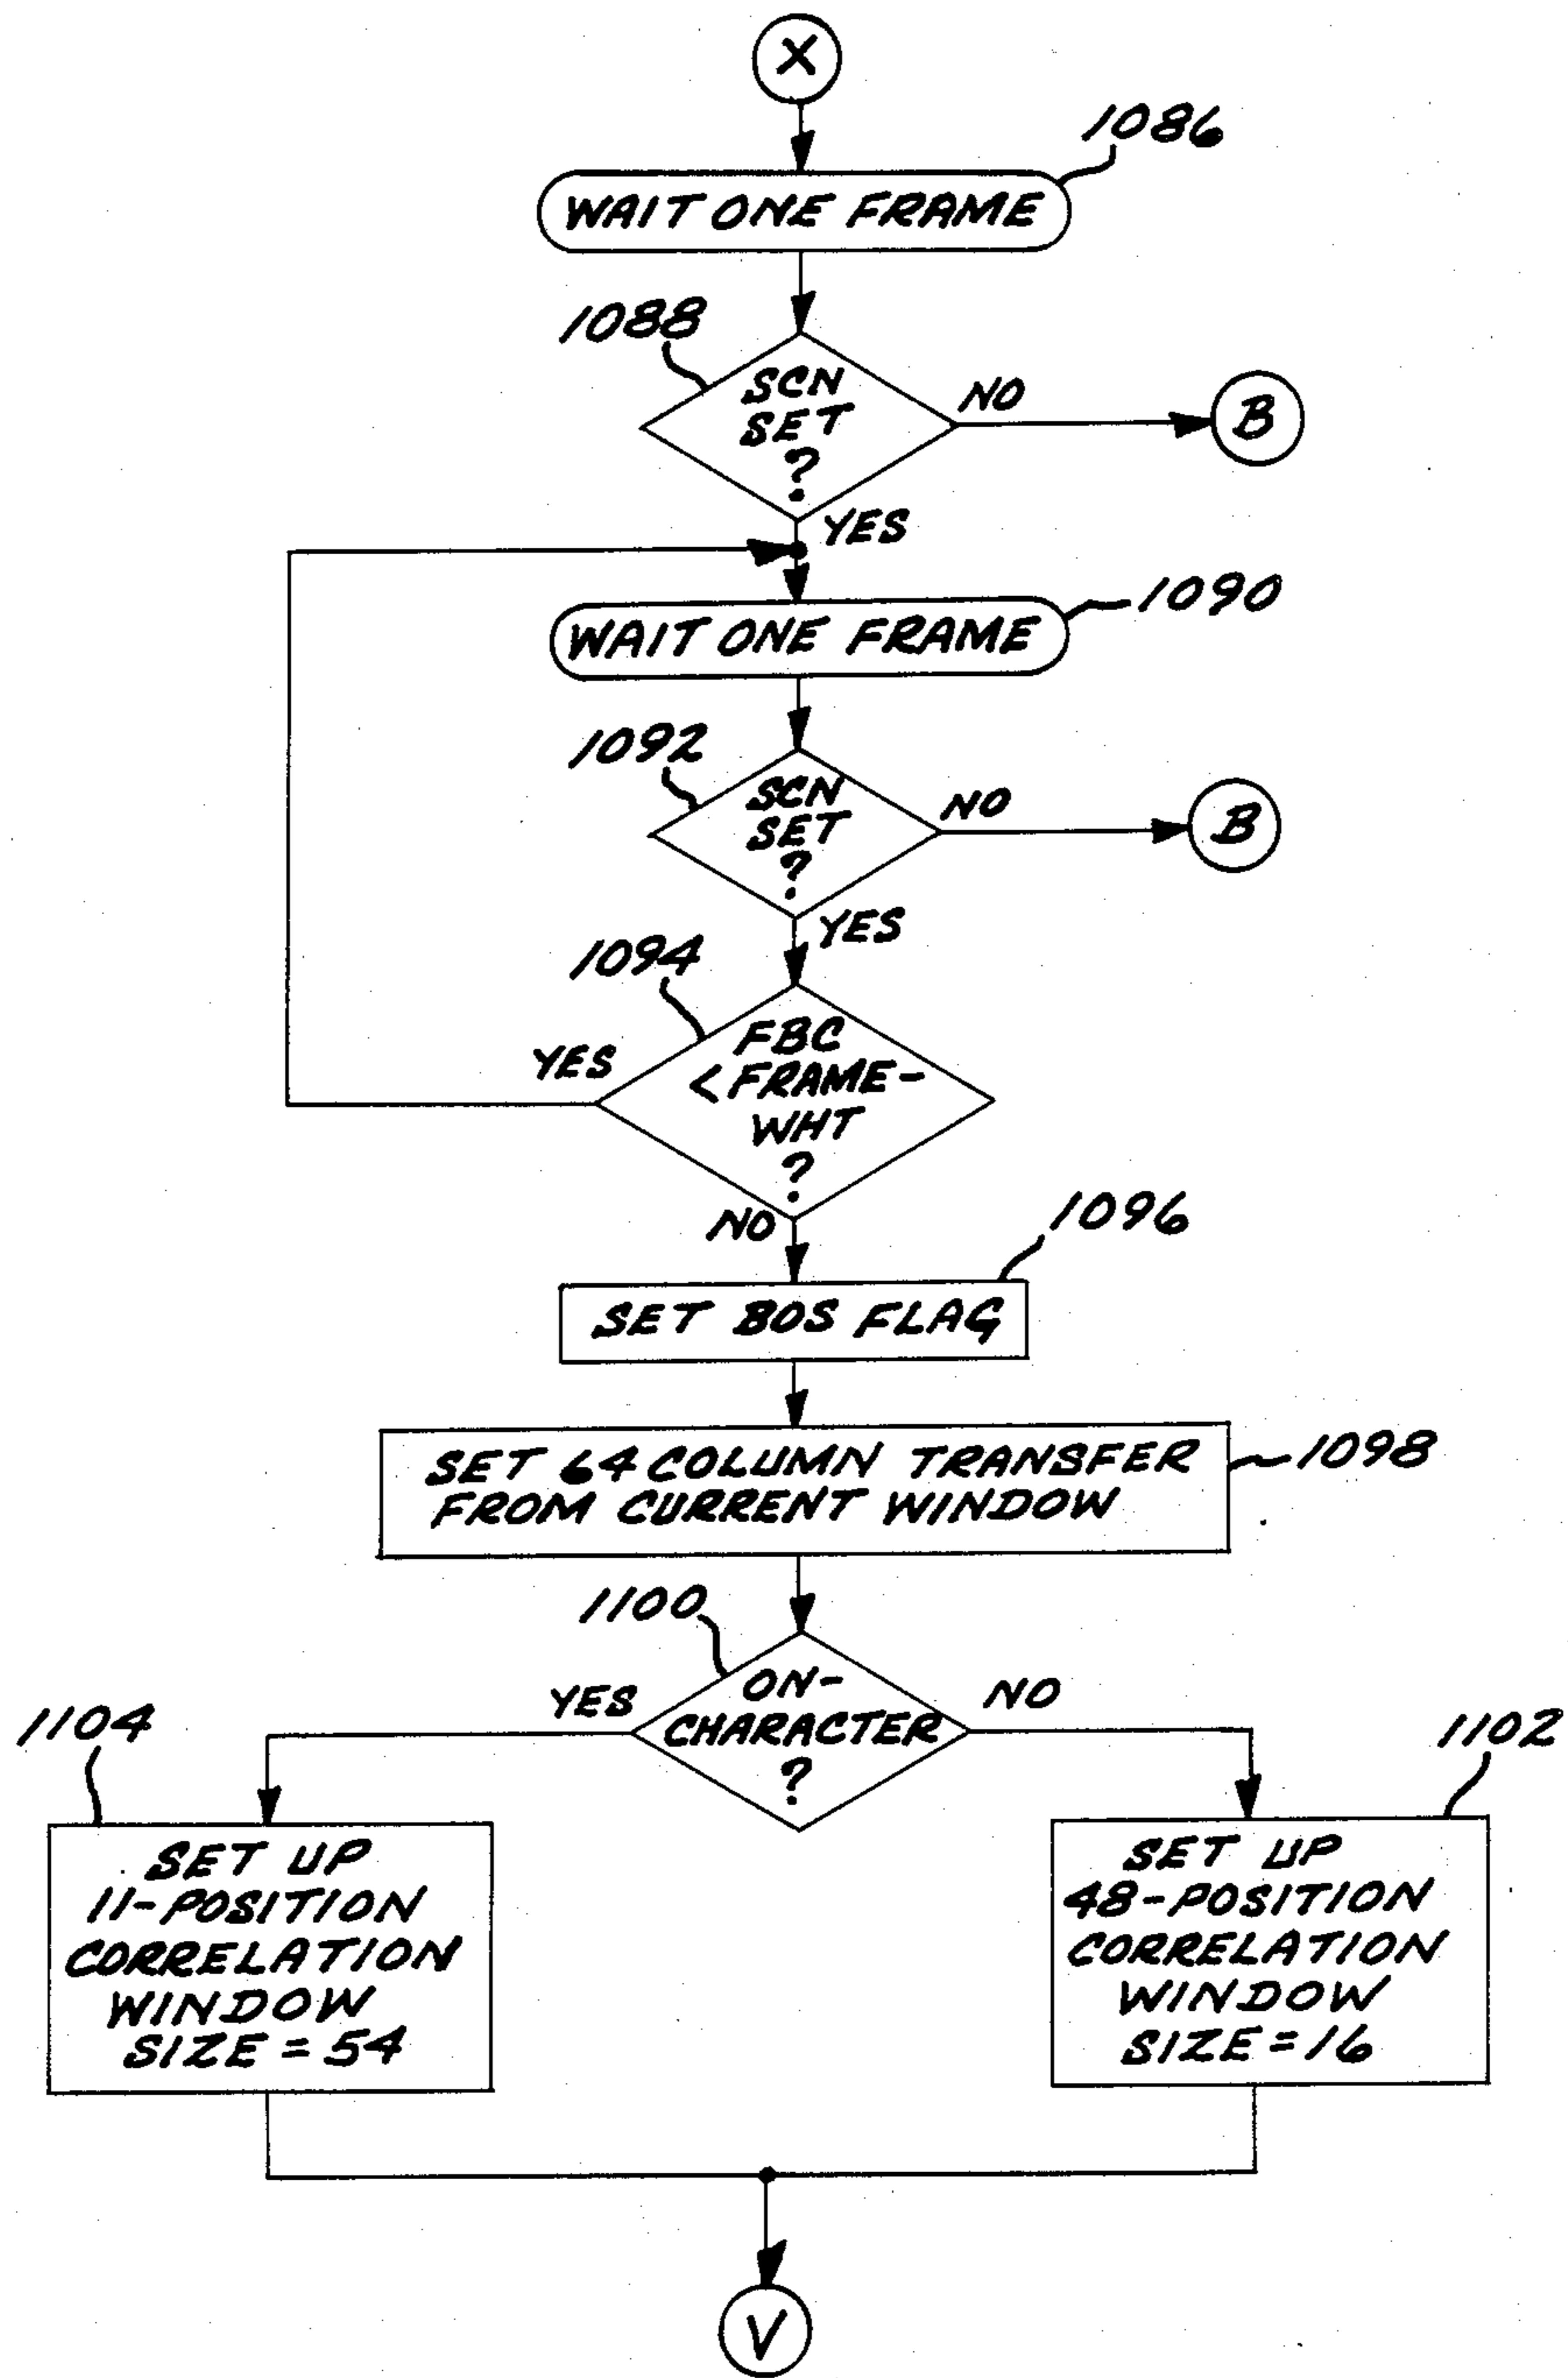 X
1086
WAIT ONE FRAME
1088
SCN
SET
?
NO
B
YES
1090
WAIT ONE FRAME
1092
SCN
SET
?
NO
B
YES
1094
FBC
<FRAME-
WHT
?
YES
NO
1096
SET BOS FLAG
SET 64 COLUMN TRANSFER
FROM CURRENT WINDOW
1098
1100
ON-
CHARACTER
?
YES
NO
1104
SET UP
11-POSITION
CORRELATION
WINDOW
SIZE = 54
1102
SET UP
48-POSITION
CORRELATION
WINDOW
SIZE = 16
V